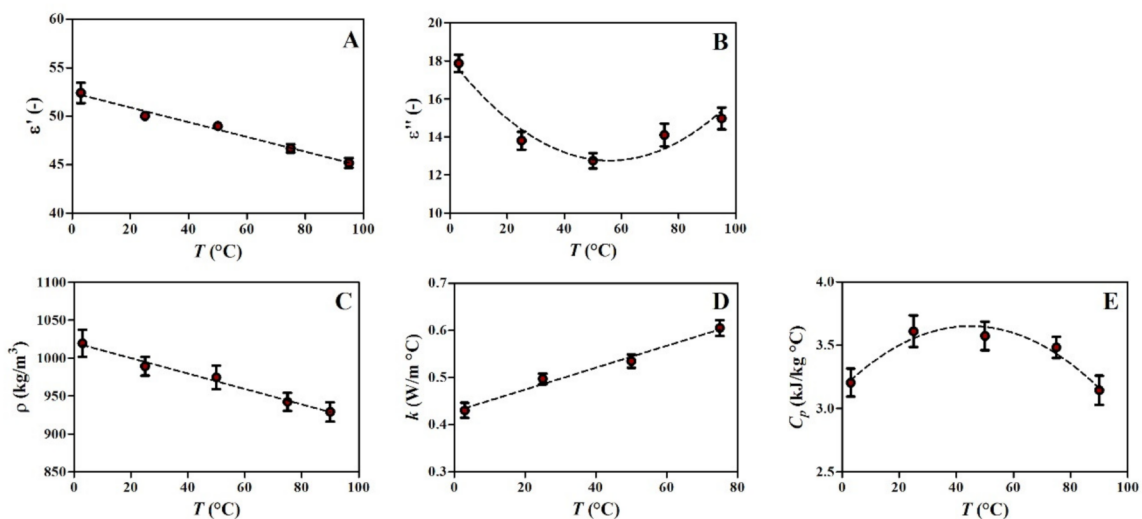 A
ε' (-)
60
55
50
45
40
0 20 40 60 80 100
T (°C)
B
ε'' (-)
20
18
16
14
12
10
0 20 40 60 80 100
T (°C)
C
ρ (kg/m³)
1100
1050
1000
950
900
850
0 20 40 60 80 100
T (°C)
D
k (W/m °C)
0.7
0.6
0.5
0.4
0.3
0 20 40 60 80
T (°C)
E
Cp (kJ/kg °C)
4.0
3.5
3.0
2.5
0 20 40 60 80 100
T (°C)